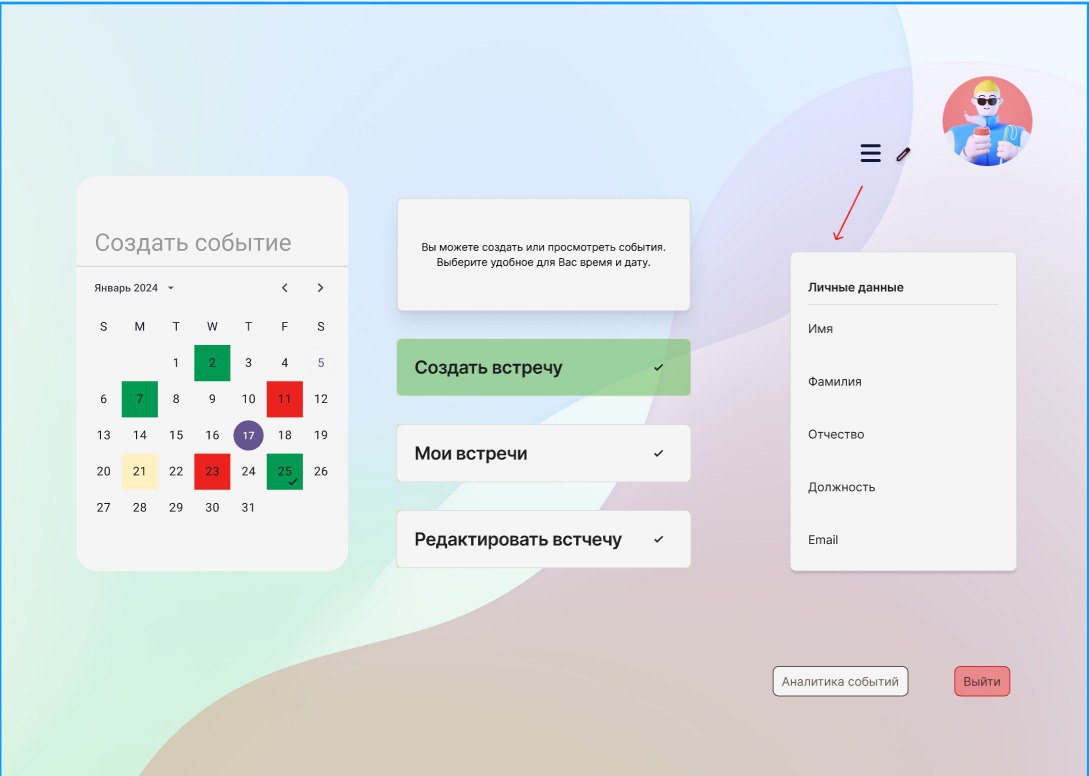 Создать событие
Январь 2024
S M T W T F S
1 2 3 4 5
6 7 8 9 10 11 12
13 14 15 16 17 18 19
20 21 22 23 24 25 26
27 28 29 30 31
Вы можете создать или просмотреть события.
Выберите удобное для Вас время и дату.
Создать встречу
Мои встречи
Редактировать встчечу
Личные данные
Имя
Фамилия
Отчество
Должность
Email
Аналитика событий
Выйти